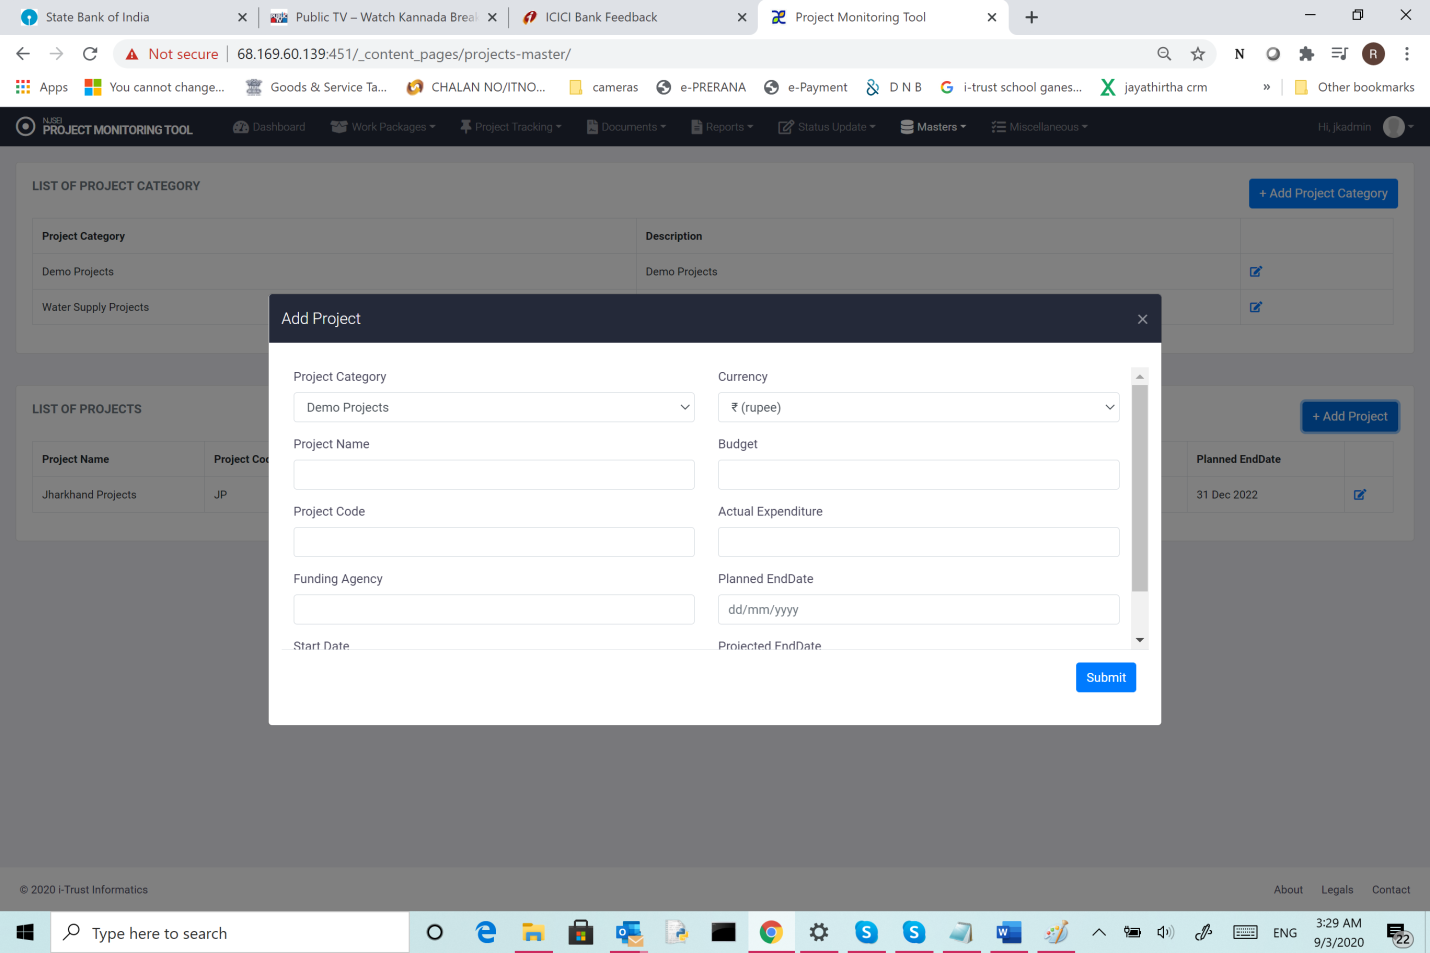 State Bank of India
Public TV – Watch Kannada Brea
ICICI Bank Feedback
Project Monitoring Tool
Not secure
68.169.60.139:451/_content_pages/projects-master/
N
R
Apps
You cannot change...
Goods & Service Ta...
CHALAN NO/ITNO...
cameras
e-PRERANA
e-Payment
D N B
i-trust school ganes...
jayathirtha crm
»
Other bookmarks
NJSEI
PROJECT MONITORING TOOL
Dashboard
Work Packages
Project Tracking
Documents
Reports
Status Update
Masters
Miscellaneous
Hi, jkadmin
LIST OF PROJECT CATEGORY
+ Add Project Category
Project Category
Description
Demo Projects
Demo Projects
Water Supply Projects
Add Project
Project Category
Currency
Demo Projects
₹ (rupee)
Project Name
Budget
Project Code
Actual Expenditure
Funding Agency
Planned EndDate
dd/mm/yyyy
Start Date
Projected EndDate
Submit
LIST OF PROJECTS
+ Add Project
Project Name
Project Co
Planned EndDate
Jharkhand Projects
JP
31 Dec 2022
© 2020 i-Trust Informatics
About
Legals
Contact
Type here to search
ENG
3:29 AM
9/3/2020
22